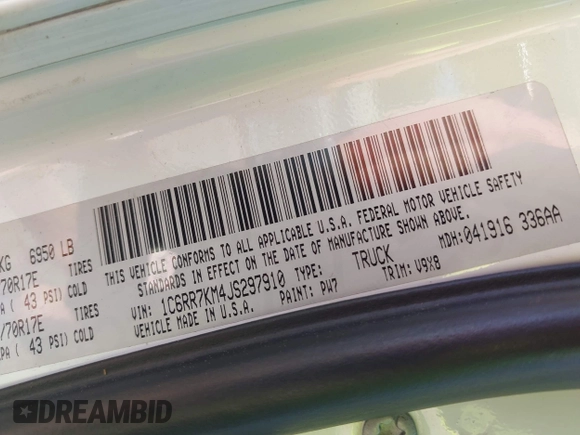 KG 6950 LB
70R17E TIRES
PA ( 43 PSI) COLD
/70R17E TIRES
KPA ( 43 PSI) COLD
THIS VEHICLE CONFORMS TO ALL APPLICABLE U.S.A. FEDERAL MOTOR VEHICLE SAFETY
STANDARDS IN EFFECT ON THE DATE OF MANUFACTURE SHOWN ABOVE.
VIN: 1C6RR7KM4JS297910 TYPE: TRUCK MDH: 041916 336AA
VEHICLE MADE IN U.S.A. PAINT: PW7 TRIM: V9X8
DREAMBID